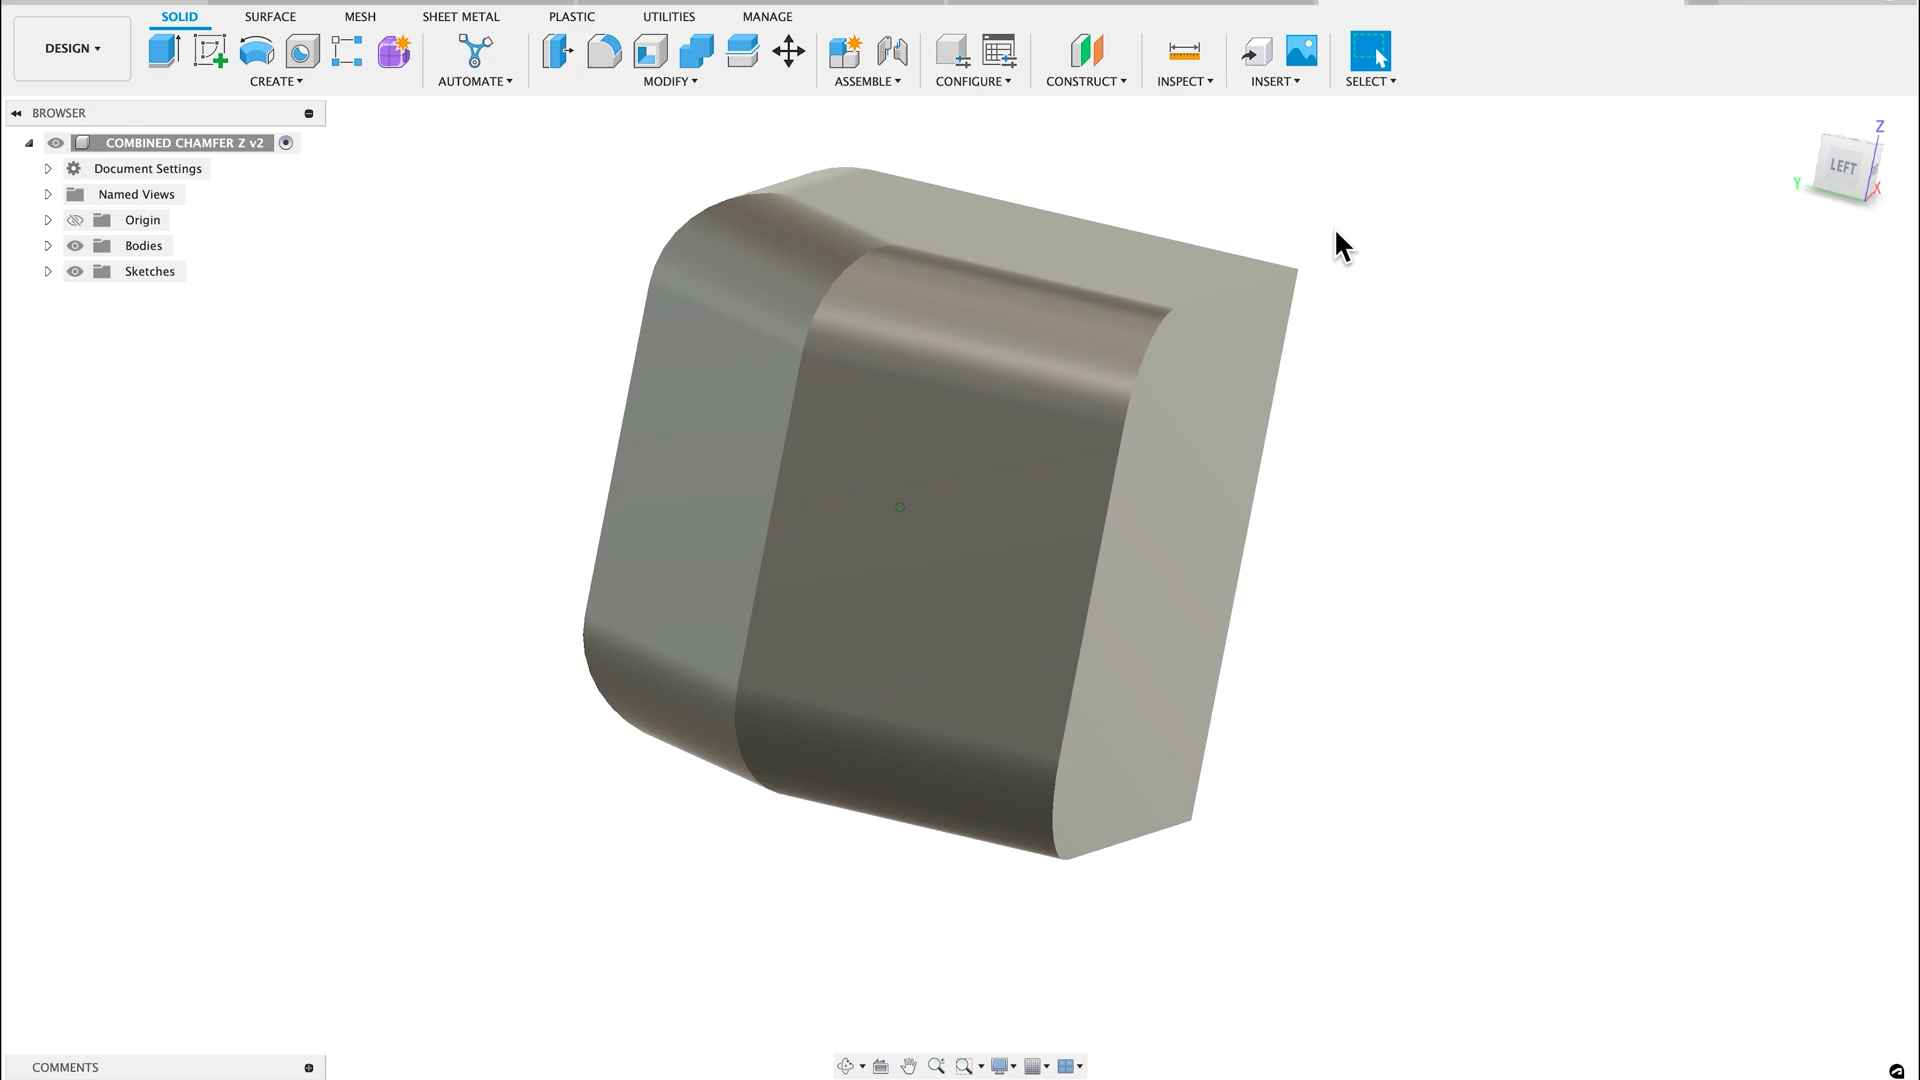 SOLID SURFACE MESH SHEET METAL PLASTIC UTILITIES MANAGE
DESIGN
CREATE AUTOMATE MODIFY ASSEMBLE CONFIGURE CONSTRUCT INSPECT INSERT SELECT
BROWSER
COMBINED CHAMFER Z v2
Document Settings
Named Views
Origin
Bodies
Sketches
Z
LEFT
Y
X
COMMENTS